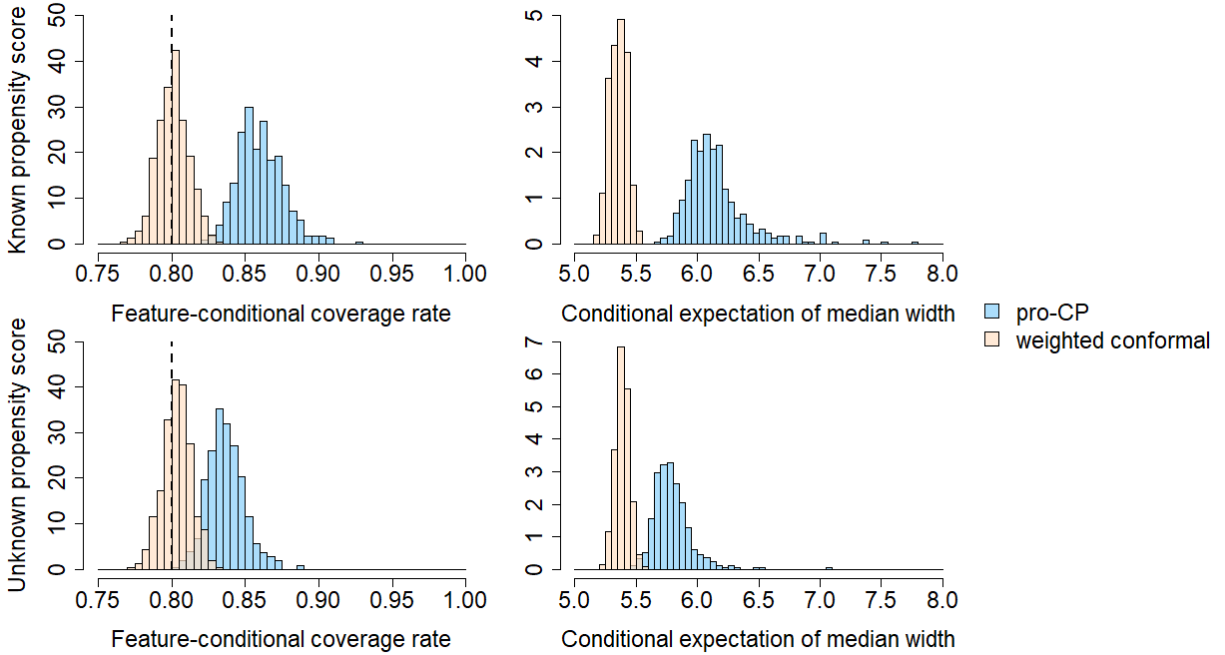 Known propensity score
0 10 20 30 40 50
0.75 0.80 0.85 0.90 0.95 1.00
Feature-conditional coverage rate
0 1 2 3 4 5
5.0 5.5 6.0 6.5 7.0 7.5 8.0
Conditional expectation of median width
pro-CP
weighted conformal
Unknown propensity score
0 10 20 30 40 50
0.75 0.80 0.85 0.90 0.95 1.00
Feature-conditional coverage rate
0 1 2 3 4 5 6 7
5.0 5.5 6.0 6.5 7.0 7.5 8.0
Conditional expectation of median width